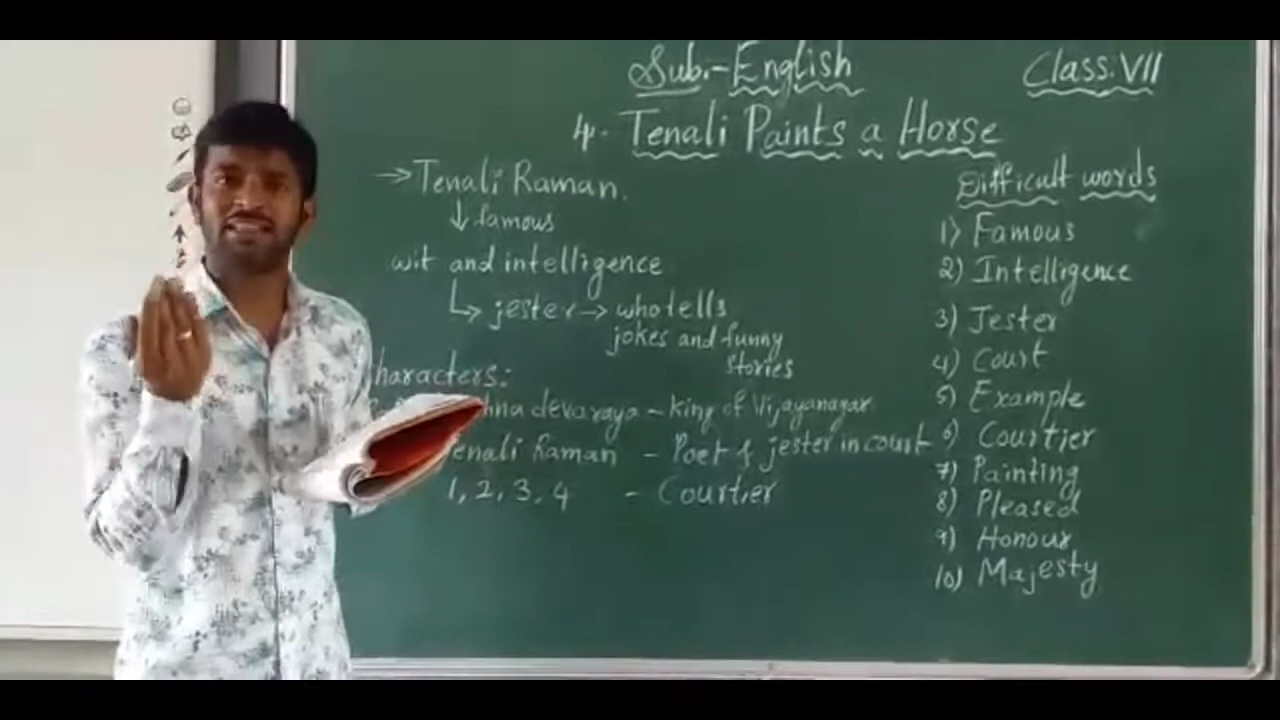 Sub:- English
Class: VII
4. Tenali Paints a Horse
→ Tenali Raman.
↓ famous
wit and intelligence
↳ jester → who tells
jokes and funny
stories
haracters:
hna devaraya - king of Vijayanagar
enali Raman - Poet & jester in court
1, 2, 3, 4 - Courtier
Difficult words
1) Famous
2) Intelligence
3) Jester
4) Court
5) Example
6) Courtier
7) Painting
8) Pleased
9) Honour
10) Majesty